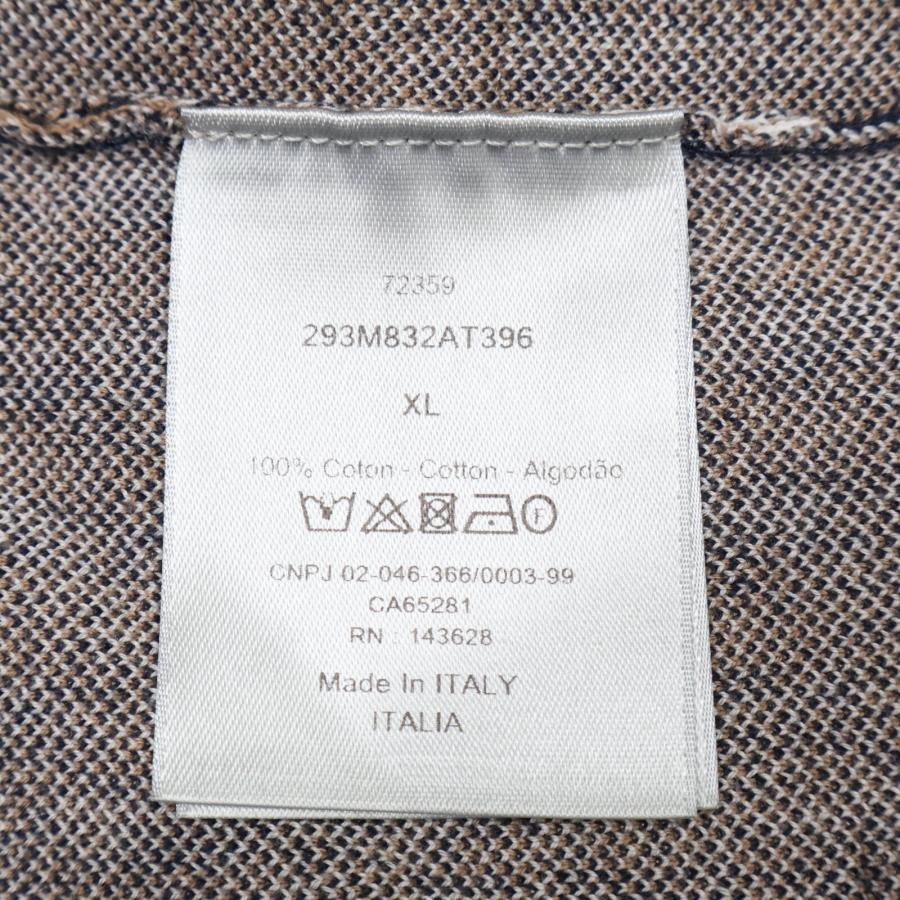 72359
293M832AT396
XL
100% Coton - Cotton - Algodão
F
CNPJ 02-046-366/0003-99
CA65281
RN : 143628
Made In ITALY
ITALIA